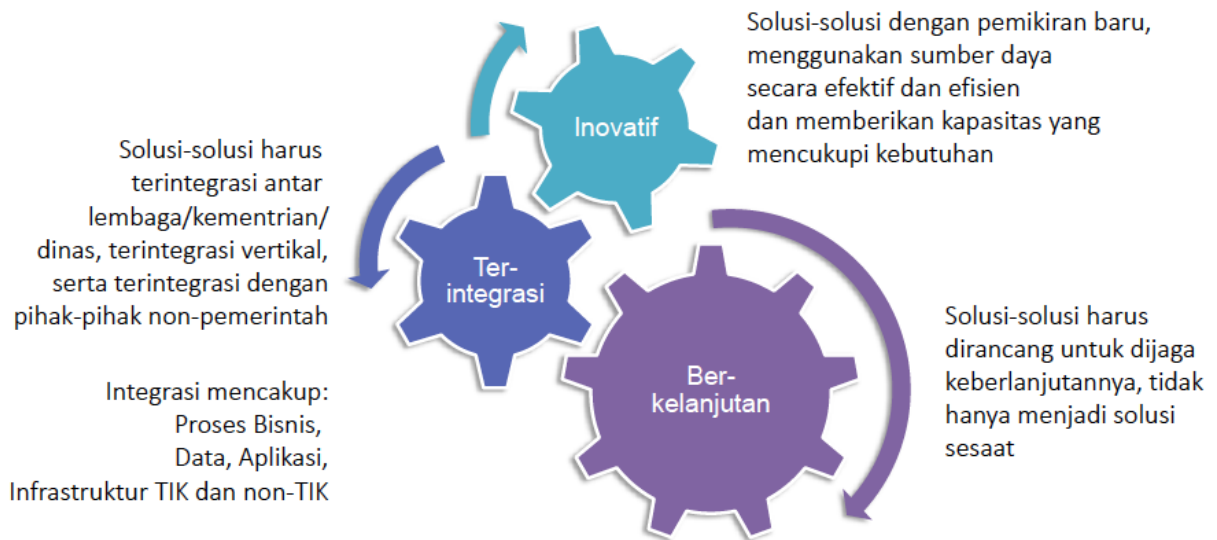 Solusi-solusi dengan pemikiran baru,
menggunakan sumber daya
secara efektif dan efisien
dan memberikan kapasitas yang
mencukupi kebutuhan
Inovatif
Solusi-solusi harus
terintegrasi antar
lembaga/kementrian/
dinas, terintegrasi vertikal,
serta terintegrasi dengan
pihak-pihak non-pemerintah
Integrasi mencakup:
Proses Bisnis,
Data, Aplikasi,
Infrastruktur TIK dan non-TIK
Ter-
integrasi
Ber-
kelanjutan
Solusi-solusi harus
dirancang untuk dijaga
keberlanjutannya, tidak
hanya menjadi solusi
sesaat